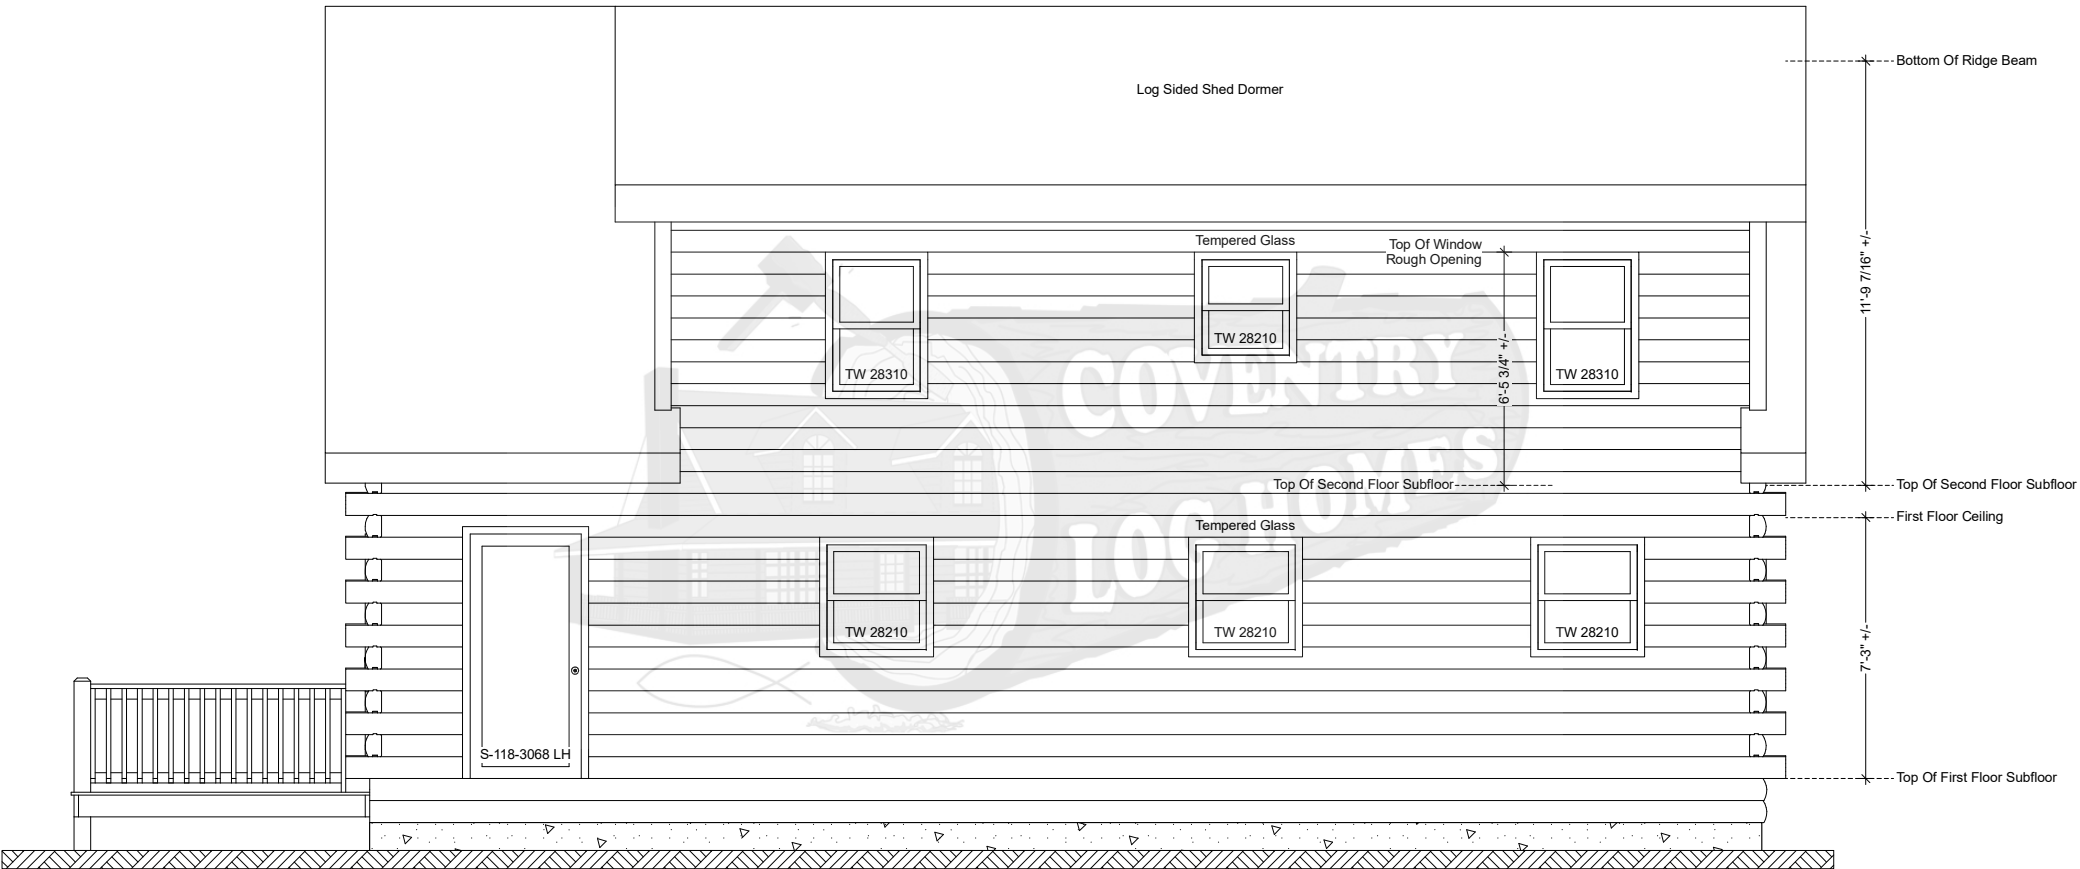 Bottom Of Ridge Beam
Log Sided Shed Dormer
Tempered Glass
Top Of Window
Rough Opening
11'-9 7/16" +/-
TW 28210
6'-5 3/4" +/-
TW 28310
TW 28310
COVENTRY
LOG HOMES
Top Of Second Floor Subfloor
Top Of Second Floor Subfloor
First Floor Ceiling
Tempered Glass
TW 28210
TW 28210
TW 28210
7'-3" +/-
S-118-3068 LH
Top Of First Floor Subfloor